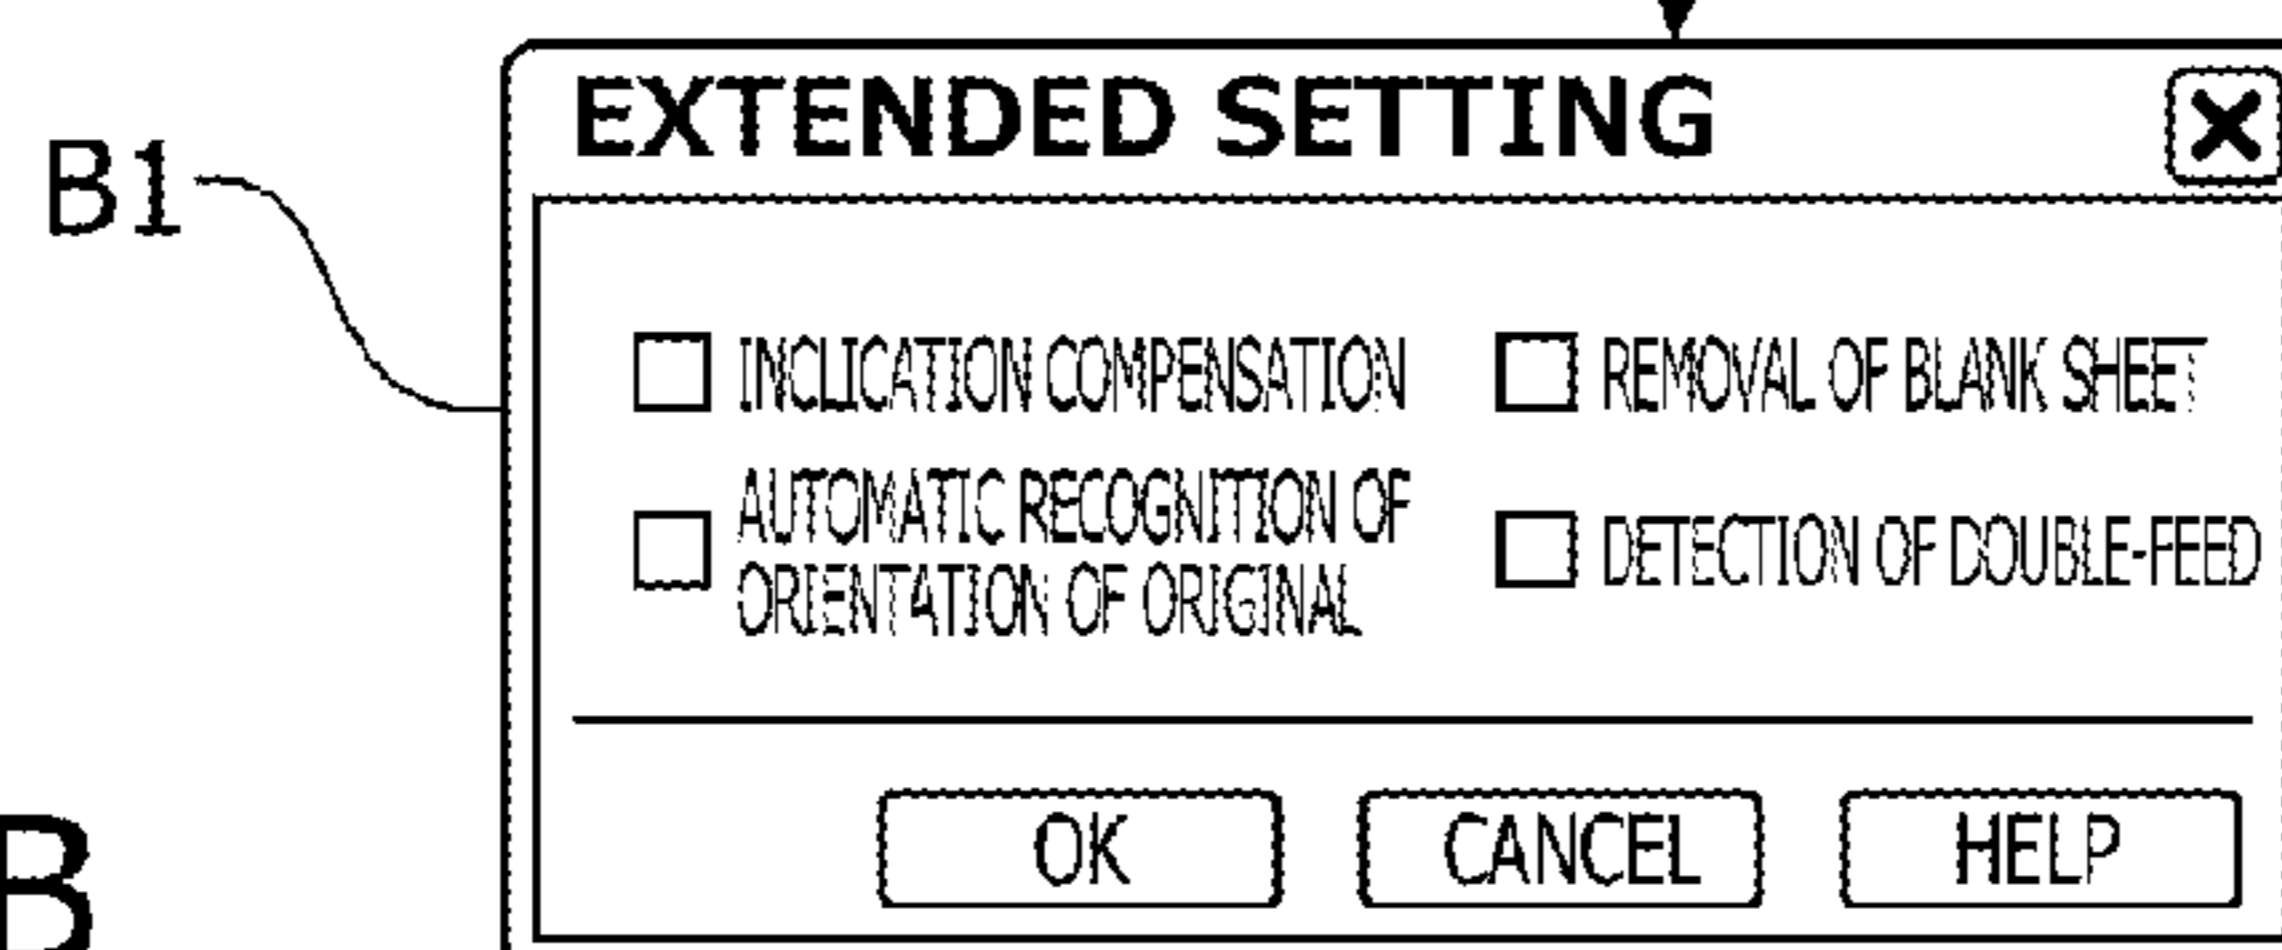 EXTENDED SETTING
B1
INCLICATION COMPENSATION
REMOVAL OF BLANK SHEET
AUTOMATIC RECOGNITION OF
ORIENTATION OF ORIGINAL
DETECTION OF DOUBLE-FEED
B
OK
CANCEL
HELP